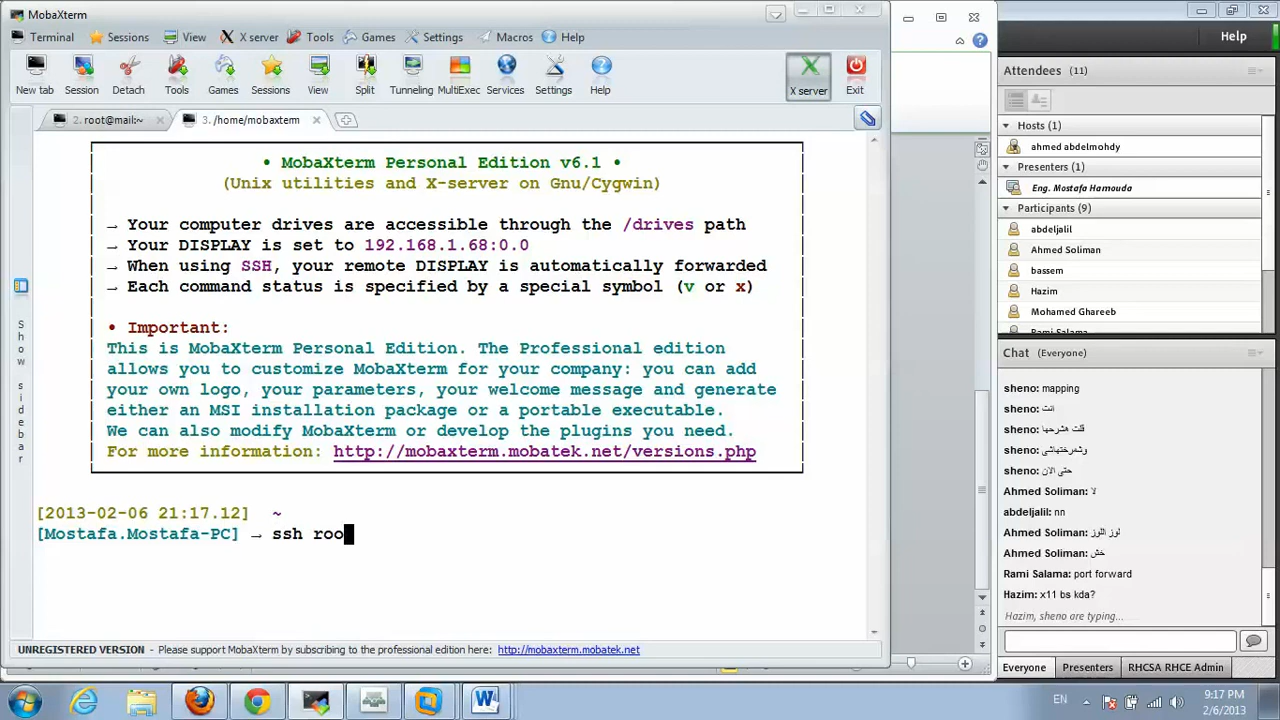 MobaXterm
Terminal Sessions View X server Tools Games Settings Macros Help
New tab Session Detach Tools Games Sessions View Split Tunneling MultiExec Services Settings Help X server Exit
2. root@mail:~ 3. /home/mobaxterm
Show sidebar
• MobaXterm Personal Edition v6.1 •
(Unix utilities and X-server on Gnu/Cygwin)
→ Your computer drives are accessible through the /drives path
→ Your DISPLAY is set to 192.168.1.68:0.0
→ When using SSH, your remote DISPLAY is automatically forwarded
→ Each command status is specified by a special symbol (v or x)
• Important:
This is MobaXterm Personal Edition. The Professional edition
allows you to customize MobaXterm for your company: you can add
your own logo, your parameters, your welcome message and generate
either an MSI installation package or a portable executable.
We can also modify MobaXterm or develop the plugins you need.
For more information: http://mobaxterm.mobatek.net/versions.php
[2013-02-06 21:17.12] ~
[Mostafa.Mostafa-PC] → ssh roo
UNREGISTERED VERSION - Please support MobaXterm by subscribing to the professional edition here: http://mobaxterm.mobatek.net
Help
Attendees (11)
Hosts (1)
ahmed abdelmohdy
Presenters (1)
Eng. Mostafa Hamouda
Participants (9)
abdeljalil
Ahmed Soliman
bassem
Hazim
Mohamed Ghareeb
Rami Salama
Chat (Everyone)
sheno: mapping
sheno: انت
sheno: قلت هشرحها
sheno: ومشرحتهاش
sheno: حتى الان
Ahmed Soliman: لا
abdeljalil: nn
Ahmed Soliman: لوز اللوز
Ahmed Soliman: خش
Rami Salama: port forward
Hazim: x11 bs kda?
Hazim, sheno are typing...
Everyone Presenters RHCSA RHCE Admin
EN
9:17 PM
2/6/2013